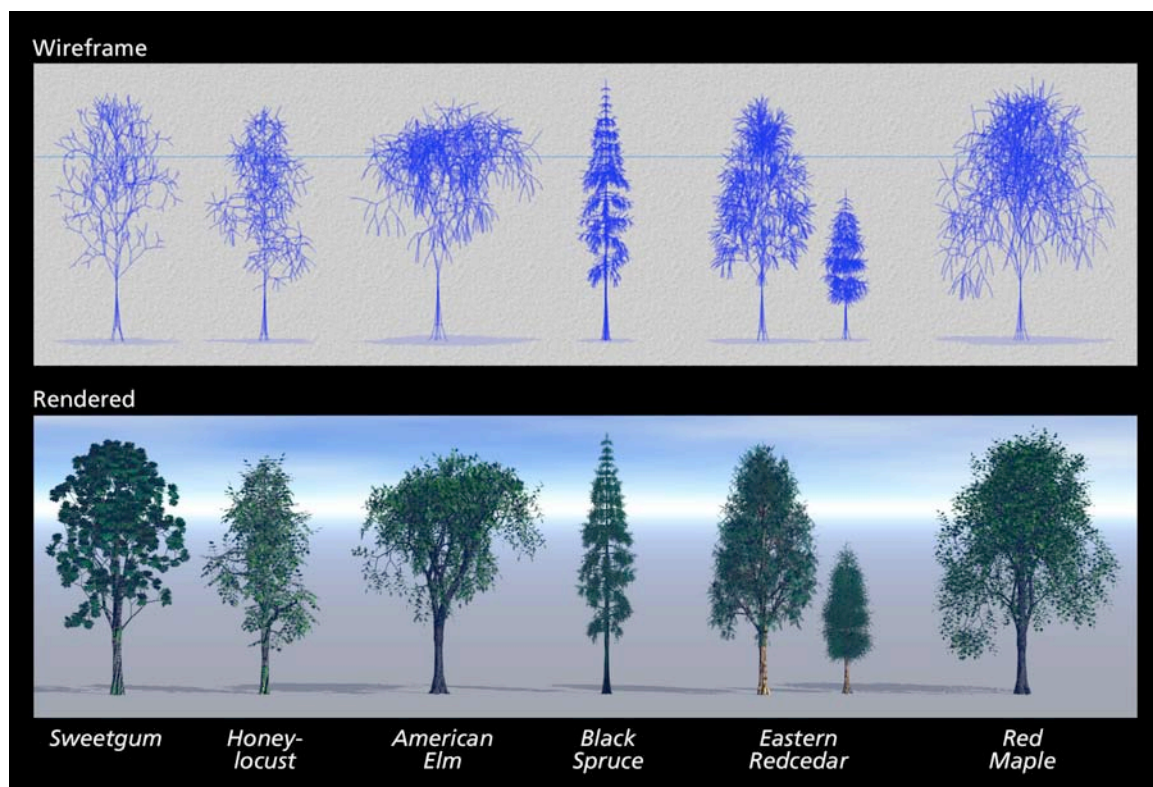 Wireframe
Rendered
Sweetgum
Honey-
locust
American
Elm
Black
Spruce
Eastern
Redcedar
Red
Maple